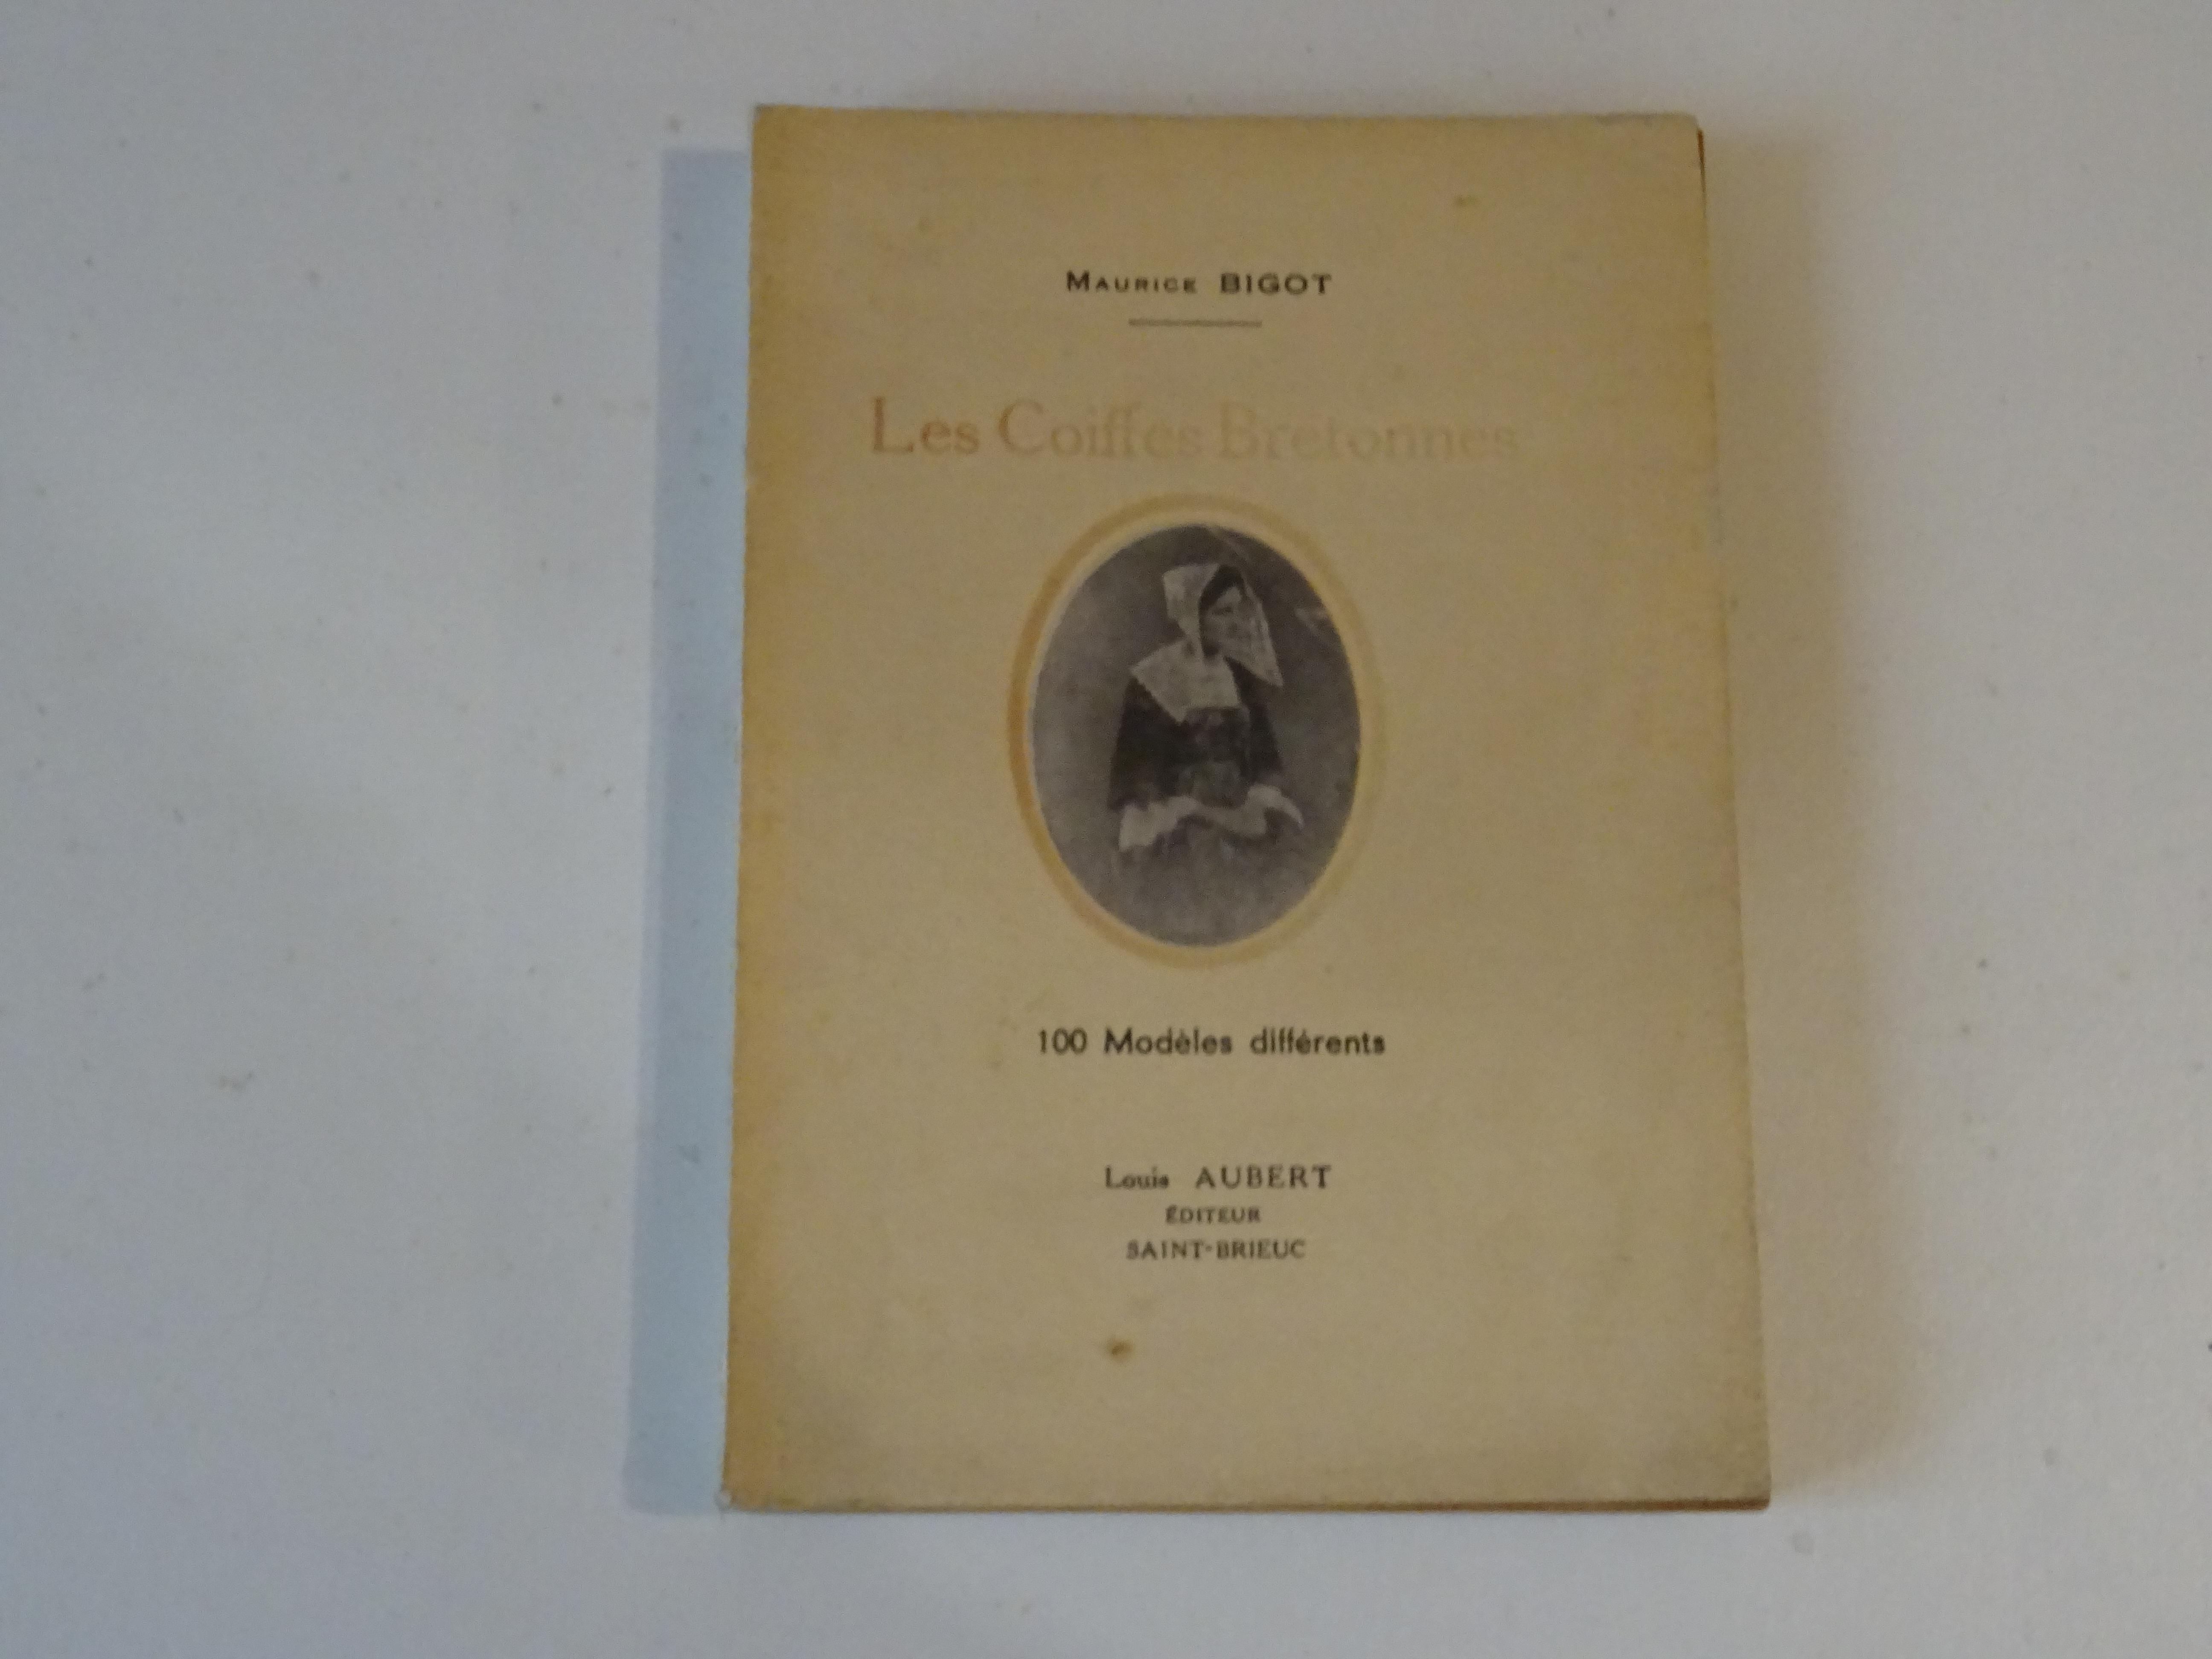 MAURICE BIGOT
Les Coiffes Bretonnes
100 Modèles différents
Louis AUBERT
ÉDITEUR
SAINT-BRIEUC